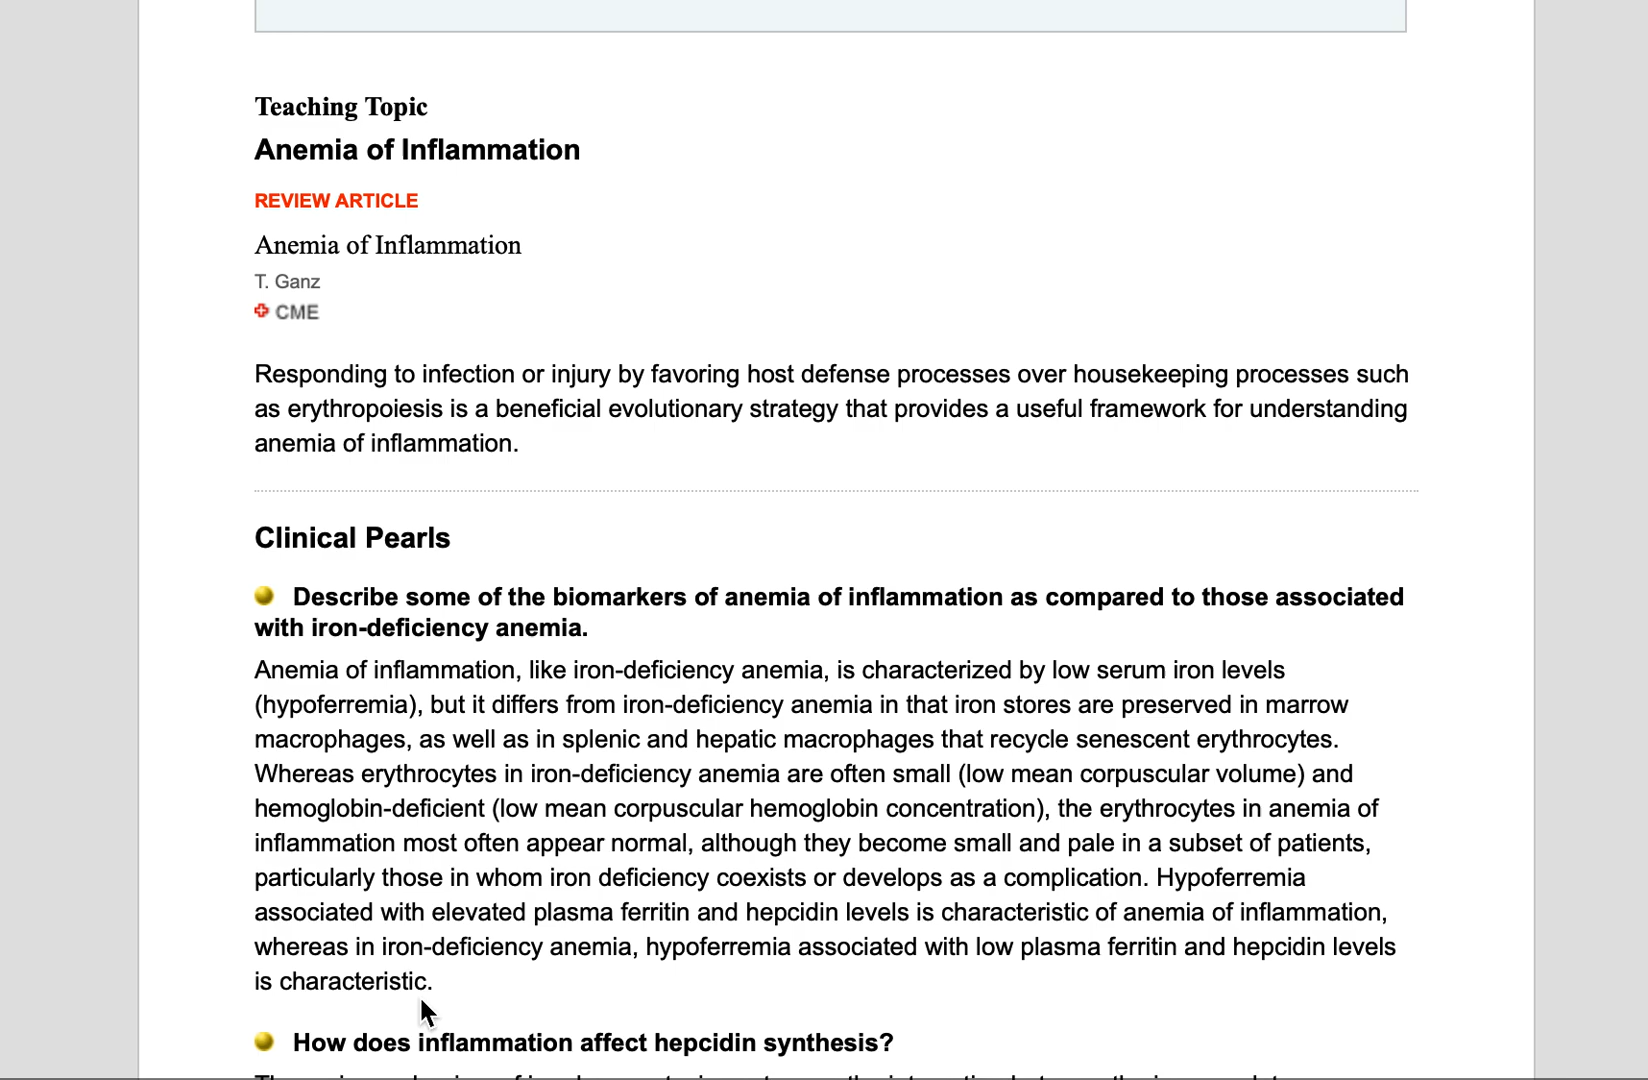 Teaching Topic
Anemia of Inflammation
REVIEW ARTICLE
Anemia of Inflammation
T. Ganz
CME
Responding to infection or injury by favoring host defense processes over housekeeping processes such
as erythropoiesis is a beneficial evolutionary strategy that provides a useful framework for understanding
anemia of inflammation.
Clinical Pearls
Describe some of the biomarkers of anemia of inflammation as compared to those associated
with iron-deficiency anemia.
Anemia of inflammation, like iron-deficiency anemia, is characterized by low serum iron levels
(hypoferremia), but it differs from iron-deficiency anemia in that iron stores are preserved in marrow
macrophages, as well as in splenic and hepatic macrophages that recycle senescent erythrocytes.
Whereas erythrocytes in iron-deficiency anemia are often small (low mean corpuscular volume) and
hemoglobin-deficient (low mean corpuscular hemoglobin concentration), the erythrocytes in anemia of
inflammation most often appear normal, although they become small and pale in a subset of patients,
particularly those in whom iron deficiency coexists or develops as a complication. Hypoferremia
associated with elevated plasma ferritin and hepcidin levels is characteristic of anemia of inflammation,
whereas in iron-deficiency anemia, hypoferremia associated with low plasma ferritin and hepcidin levels
is characteristic.
How does inflammation affect hepcidin synthesis?